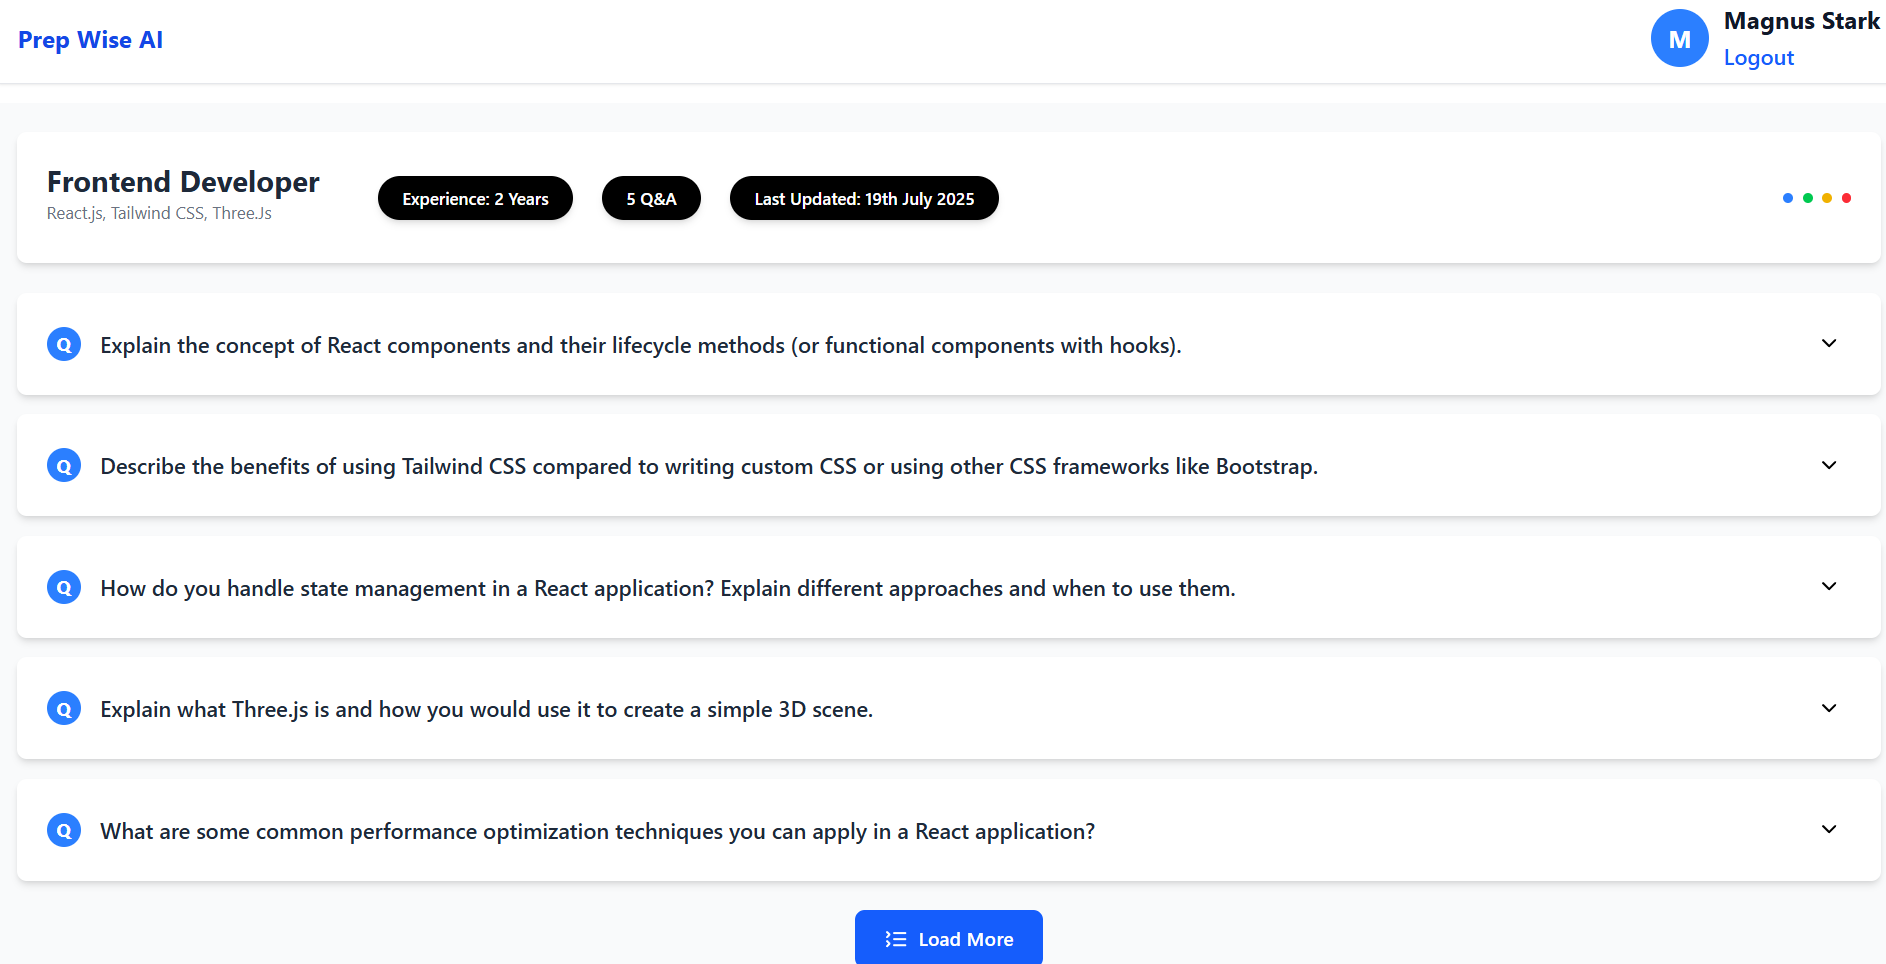 Prep Wise AI
M
Magnus Stark
Logout
Frontend Developer
React.js, Tailwind CSS, Three.Js
Experience: 2 Years
5 Q&A
Last Updated: 19th July 2025
Q
Explain the concept of React components and their lifecycle methods (or functional components with hooks).
Q
Describe the benefits of using Tailwind CSS compared to writing custom CSS or using other CSS frameworks like Bootstrap.
Q
How do you handle state management in a React application? Explain different approaches and when to use them.
Q
Explain what Three.js is and how you would use it to create a simple 3D scene.
Q
What are some common performance optimization techniques you can apply in a React application?
Load More